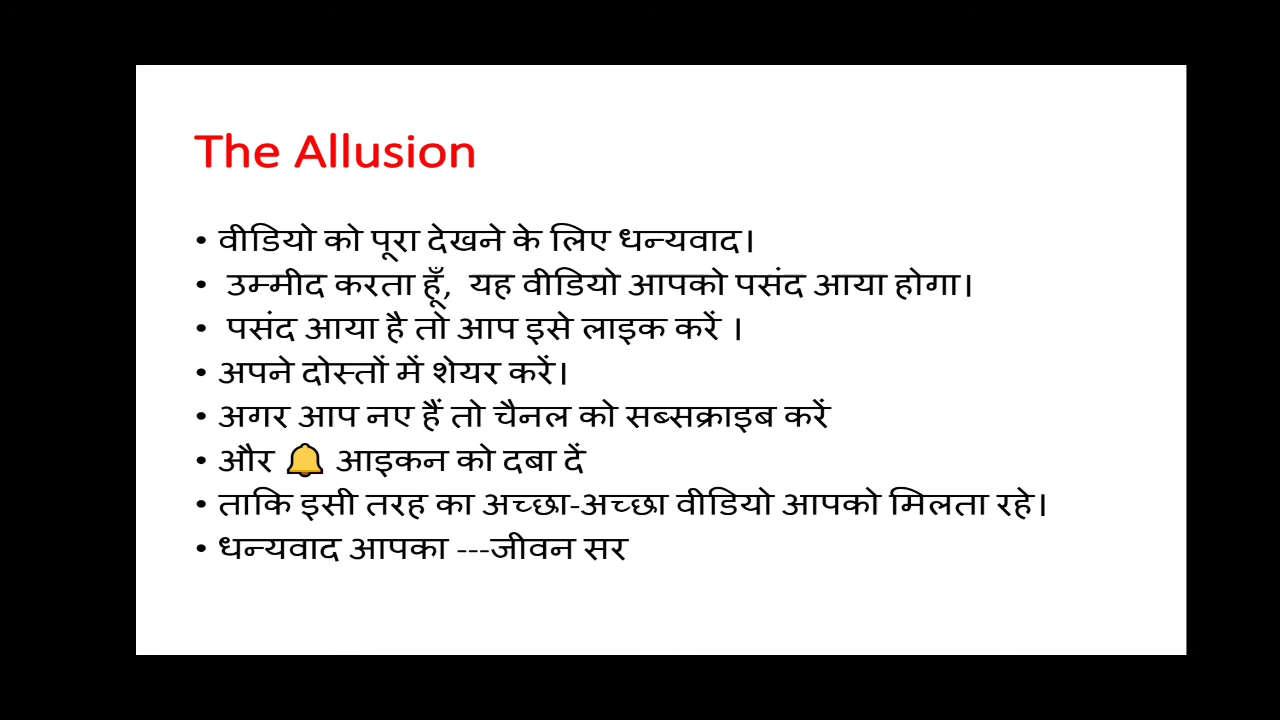 The Allusion
• वीडियो को पूरा देखने के लिए धन्यवाद।
• उम्मीद करता हूँ, यह वीडियो आपको पसंद आया होगा।
• पसंद आया है तो आप इसे लाइक करें ।
• अपने दोस्तों में शेयर करें।
• अगर आप नए हैं तो चैनल को सब्सक्राइब करें
• और 🔔 आइकन को दबा दें
• ताकि इसी तरह का अच्छा-अच्छा वीडियो आपको मिलता रहे।
• धन्यवाद आपका ---जीवन सर